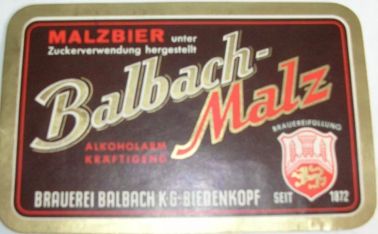 MALZBIER unter
Zuckerverwendung hergestellt
Balbach-
Malz
ALKOHOLARM
KRÄFTIGEND
BRAUEREIFÜLLUNG
BRAUEREI BALBACH K.G-BIEDENKOPF
SEIT 1872